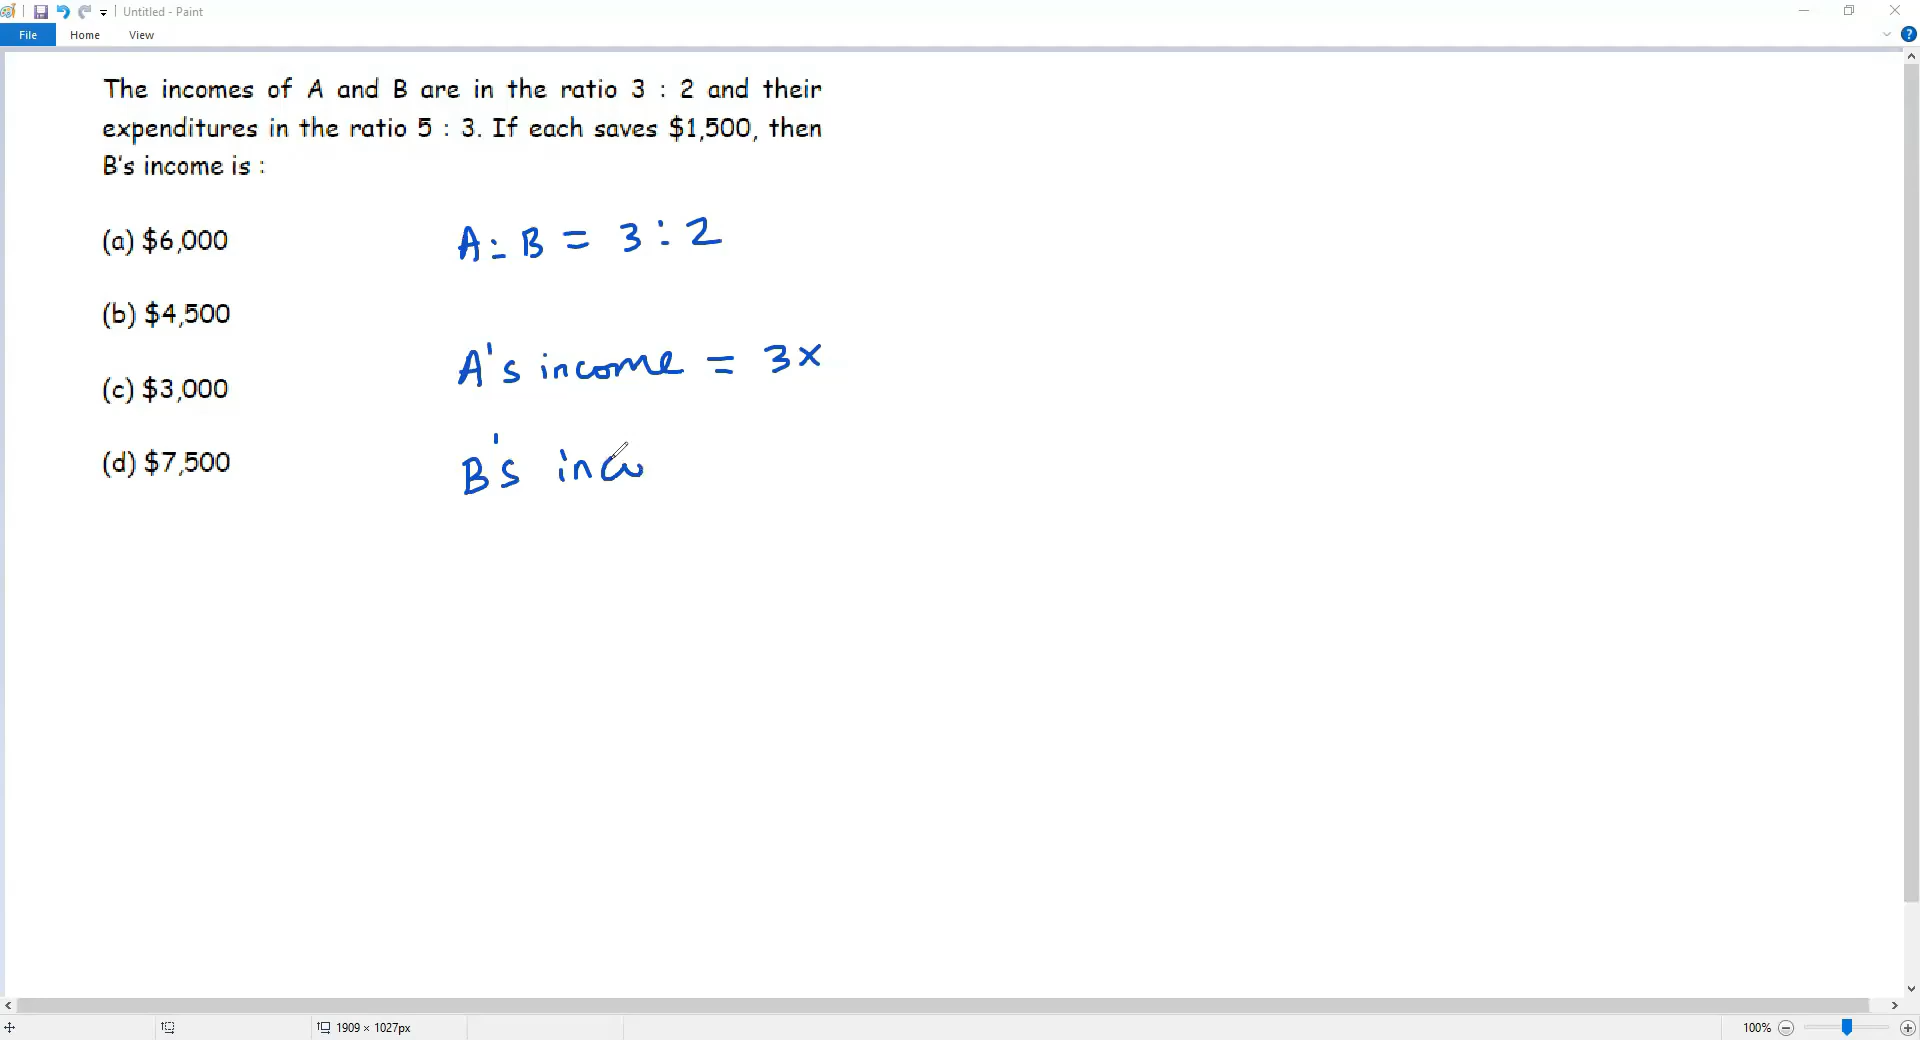 Untitled - Paint
File Home View
The incomes of A and B are in the ratio 3 : 2 and their
expenditures in the ratio 5 : 3. If each saves $1,500, then
B's income is :
(a) $6,000
(b) $4,500
(c) $3,000
(d) $7,500
A : B = 3 : 2
A's income = 3x
B's inco
1909 × 1027px
100%